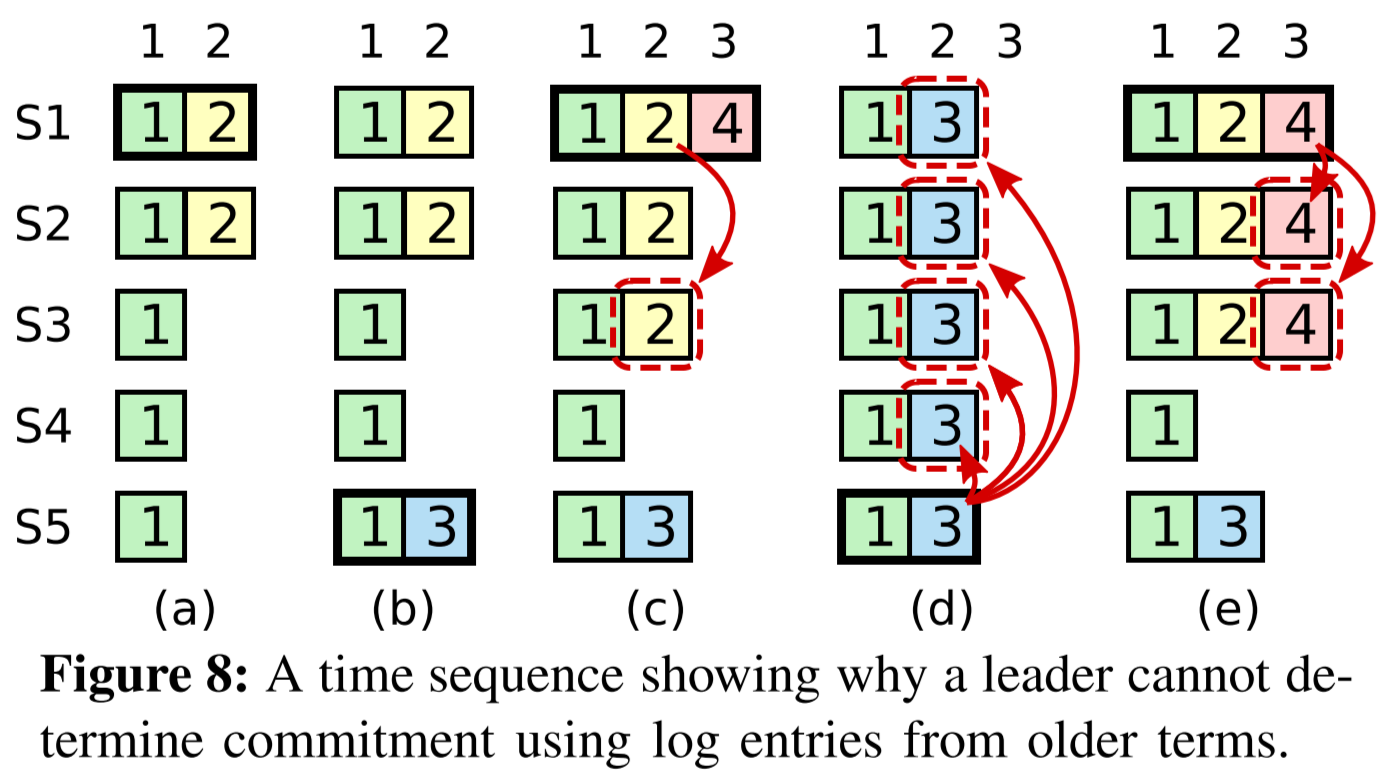 1 2 1 2 1 2 3 1 2 3 1 2 3
S1 1 2 1 2 1 2 4 1 3 1 2 4
S2 1 2 1 2 1 2 1 3 1 2 4
S3 1 1 1 2 1 3 1 2 4
S4 1 1 1 1 3 1
S5 1 1 3 1 3 1 3 1 3
(a) (b) (c) (d) (e)
Figure 8: A time sequence showing why a leader cannot de-
termine commitment using log entries from older terms.